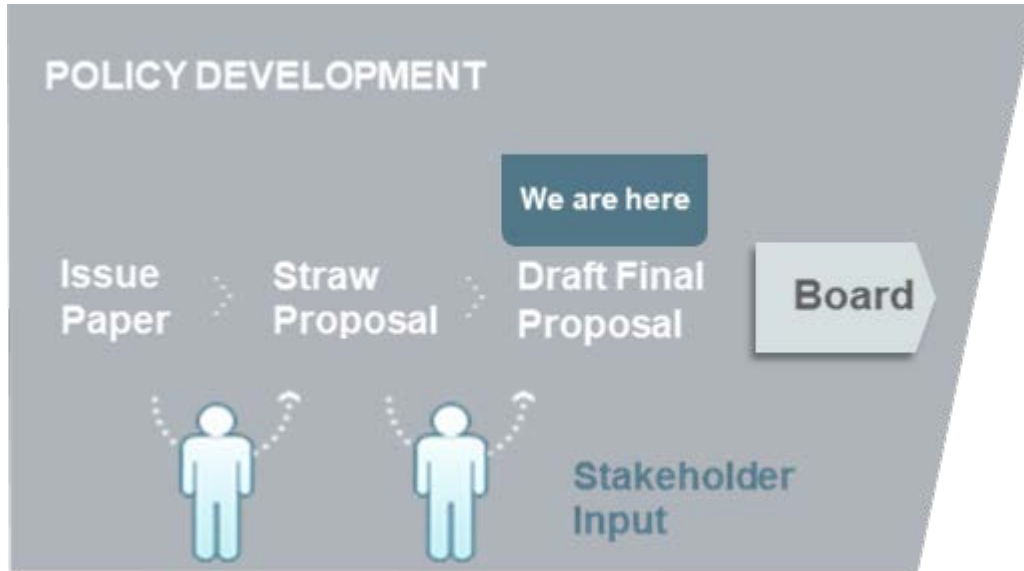 POLICY DEVELOPMENT
We are here
Issue
Paper
Straw
Proposal
Draft Final
Proposal
Board
Stakeholder
Input